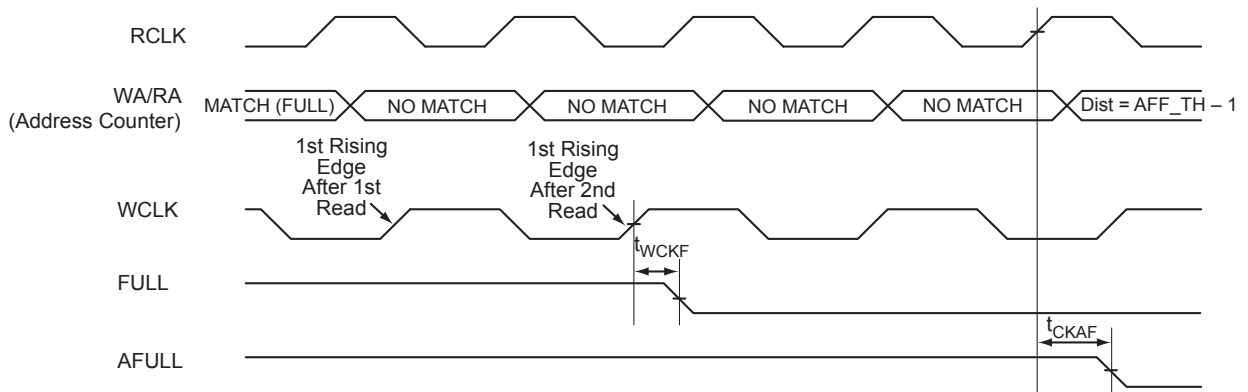 RCLK
WA/RA
(Address Counter)
MATCH (FULL)
NO MATCH
NO MATCH
NO MATCH
NO MATCH
Dist = AFF_TH – 1
1st Rising
Edge
After 1st
Read
1st Rising
Edge
After 2nd
Read
WCLK
tWCKF
FULL
tCKAF
AFULL